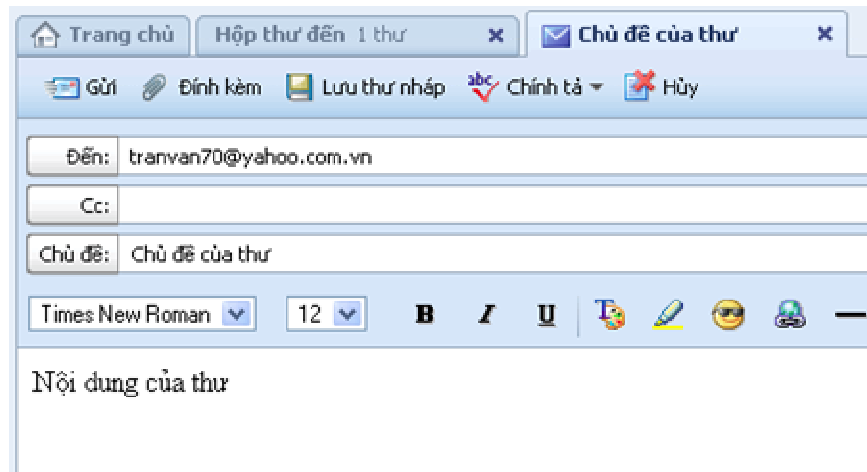 Trang chủ Hộp thư đến 1 thư Chủ đề của thư
Gửi Đính kèm Lưu thư nháp abc Chính tả Hủy
Đến: tranvan70@yahoo.com.vn
Cc:
Chủ đề: Chủ đề của thư
Times New Roman 12 B I U T
Nội dung của thư